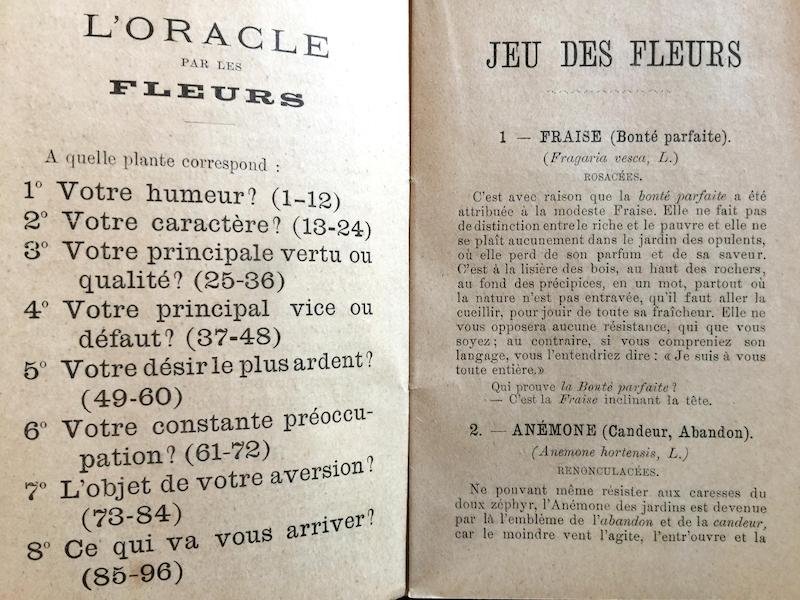 L'ORACLE
PAR LES
FLEURS
A quelle plante correspond :
1º Votre humeur? (1-12)
2º Votre caractère? (13-24)
3º Votre principale vertu ou
qualité? (25-36)
4º Votre principal vice ou
défaut? (37-48)
5º Votre désir le plus ardent?
(49-60)
6º Votre constante préoccu-
pation? (61-72)
7º L'objet de votre aversion?
(73-84)
8º Ce qui va vous arriver?
(85-96)
JEU DES FLEURS
1 — FRAISE (Bonté parfaite).
(Fragaria vesca, L.)
ROSACÉES.
C'est avec raison que la bonté parfaite a été
attribuée à la modeste Fraise. Elle ne fait pas
de distinction entre le riche et le pauvre et elle ne
se plaît aucunement dans le jardin des opulents,
où elle perd de son parfum et de sa saveur.
C'est à la lisière des bois, au haut des rochers,
au fond des précipices, en un mot, partout où
la nature n'est pas entravée, qu'il faut aller la
cueillir, pour jouir de toute sa fraîcheur. Elle ne
vous opposera aucune résistance, qui que vous
soyez; au contraire, si vous compreniez son
langage, vous l'entendriez dire : « Je suis à vous
toute entière.»
Qui prouve la Bonté parfaite?
— C'est la Fraise inclinant la tête.
2. — ANÉMONE (Candeur, Abandon).
(Anemone hortensis, L.)
RENONCULACÉES.
Ne pouvant même résister aux caresses du
doux zéphyr, l'Anémone des jardins est devenue
par là l'emblème de l'abandon et de la candeur,
car le moindre vent l'agite, l'entr'ouvre et la